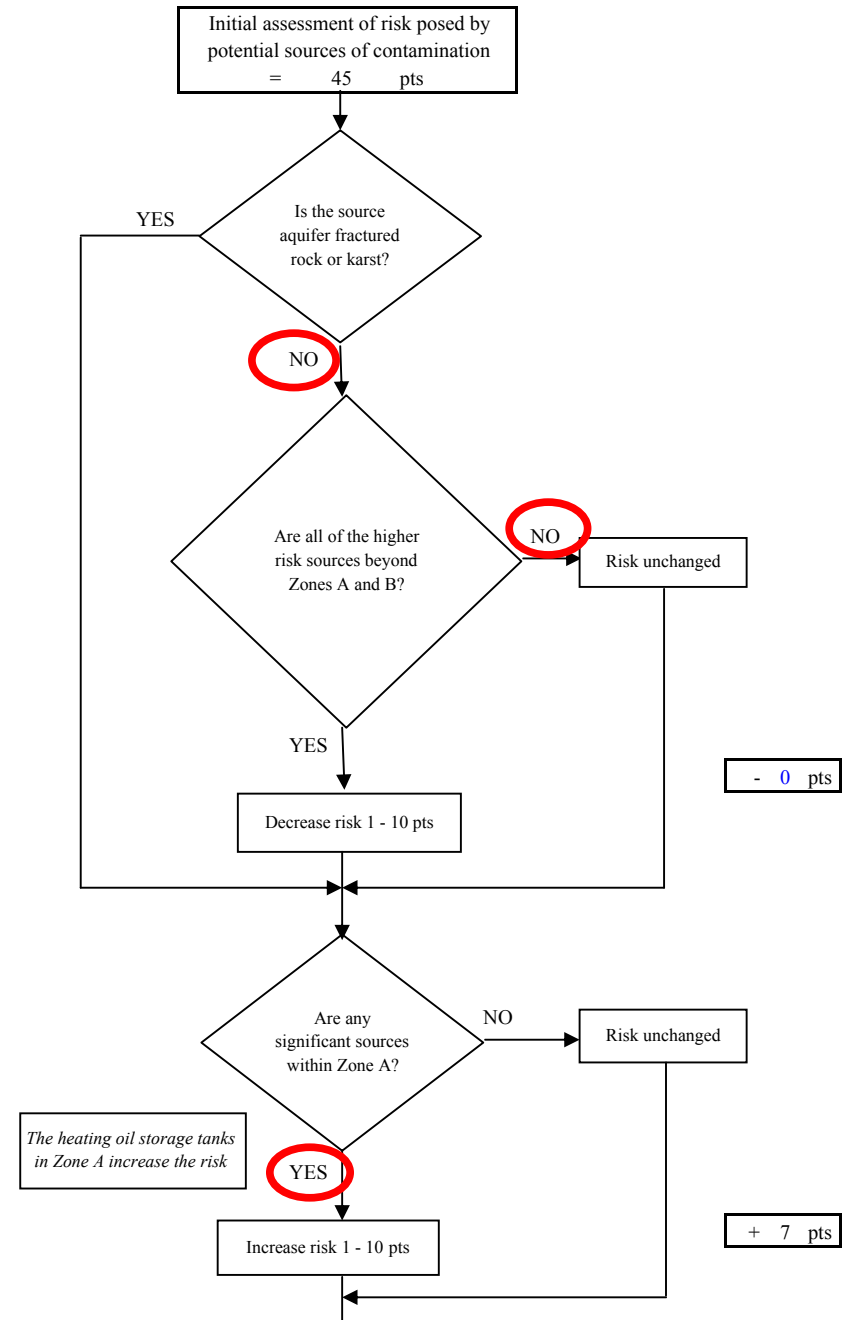 Initial assessment of risk posed by
potential sources of contamination
= 45 pts
Is the source
aquifer fractured
rock or karst?
YES
NO
Are all of the higher
risk sources beyond
Zones A and B?
NO
Risk unchanged
YES
- 0 pts
Decrease risk 1 - 10 pts
Are any
significant sources
within Zone A?
NO
Risk unchanged
The heating oil storage tanks
in Zone A increase the risk
YES
+ 7 pts
Increase risk 1 - 10 pts